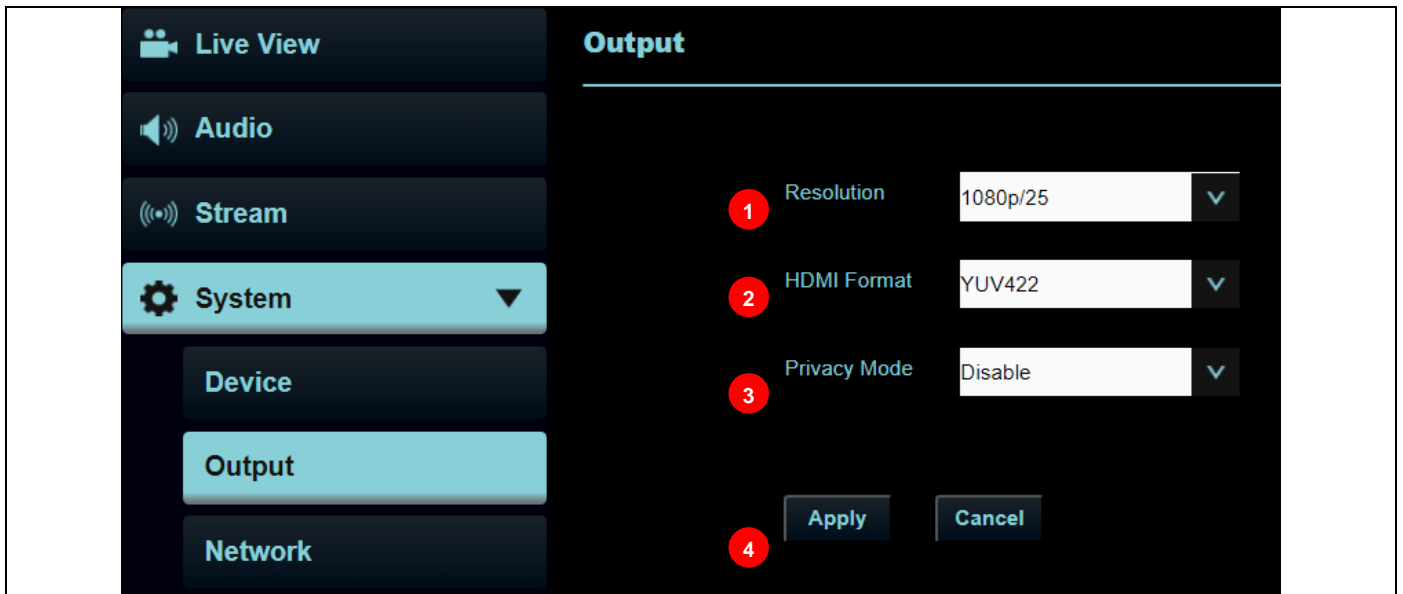 Live View
Audio
Stream
System
Device
Output
Network
Output
1
Resolution
1080p/25
2
HDMI Format
YUV422
3
Privacy Mode
Disable
4
Apply
Cancel